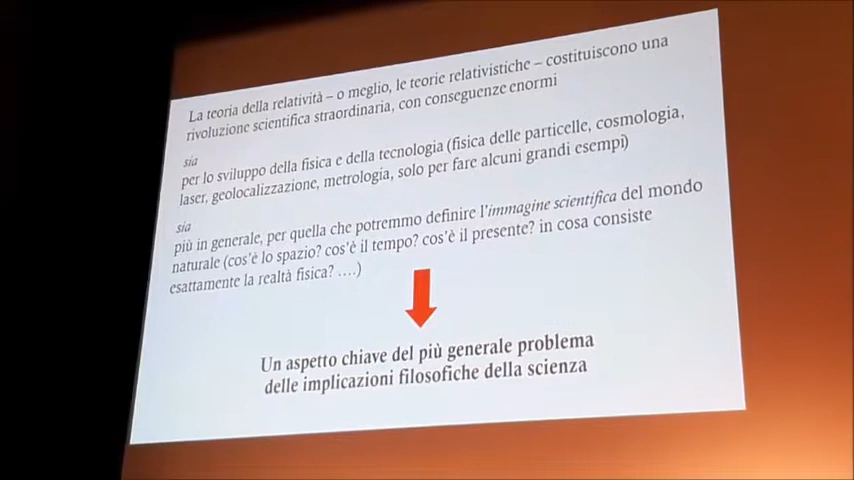 La teoria della relatività – o meglio, le teorie relativistiche – costituiscono una
rivoluzione scientifica straordinaria, con conseguenze enormi
sia
per lo sviluppo della fisica e della tecnologia (fisica delle particelle, cosmologia,
laser, geolocalizzazione, metrologia, solo per fare alcuni grandi esempi)
sia
più in generale, per quella che potremmo definire l'immagine scientifica del mondo
naturale (cos'è lo spazio? cos'è il tempo? cos'è il presente? in cosa consiste
esattamente la realtà fisica? ….)
Un aspetto chiave del più generale problema
delle implicazioni filosofiche della scienza